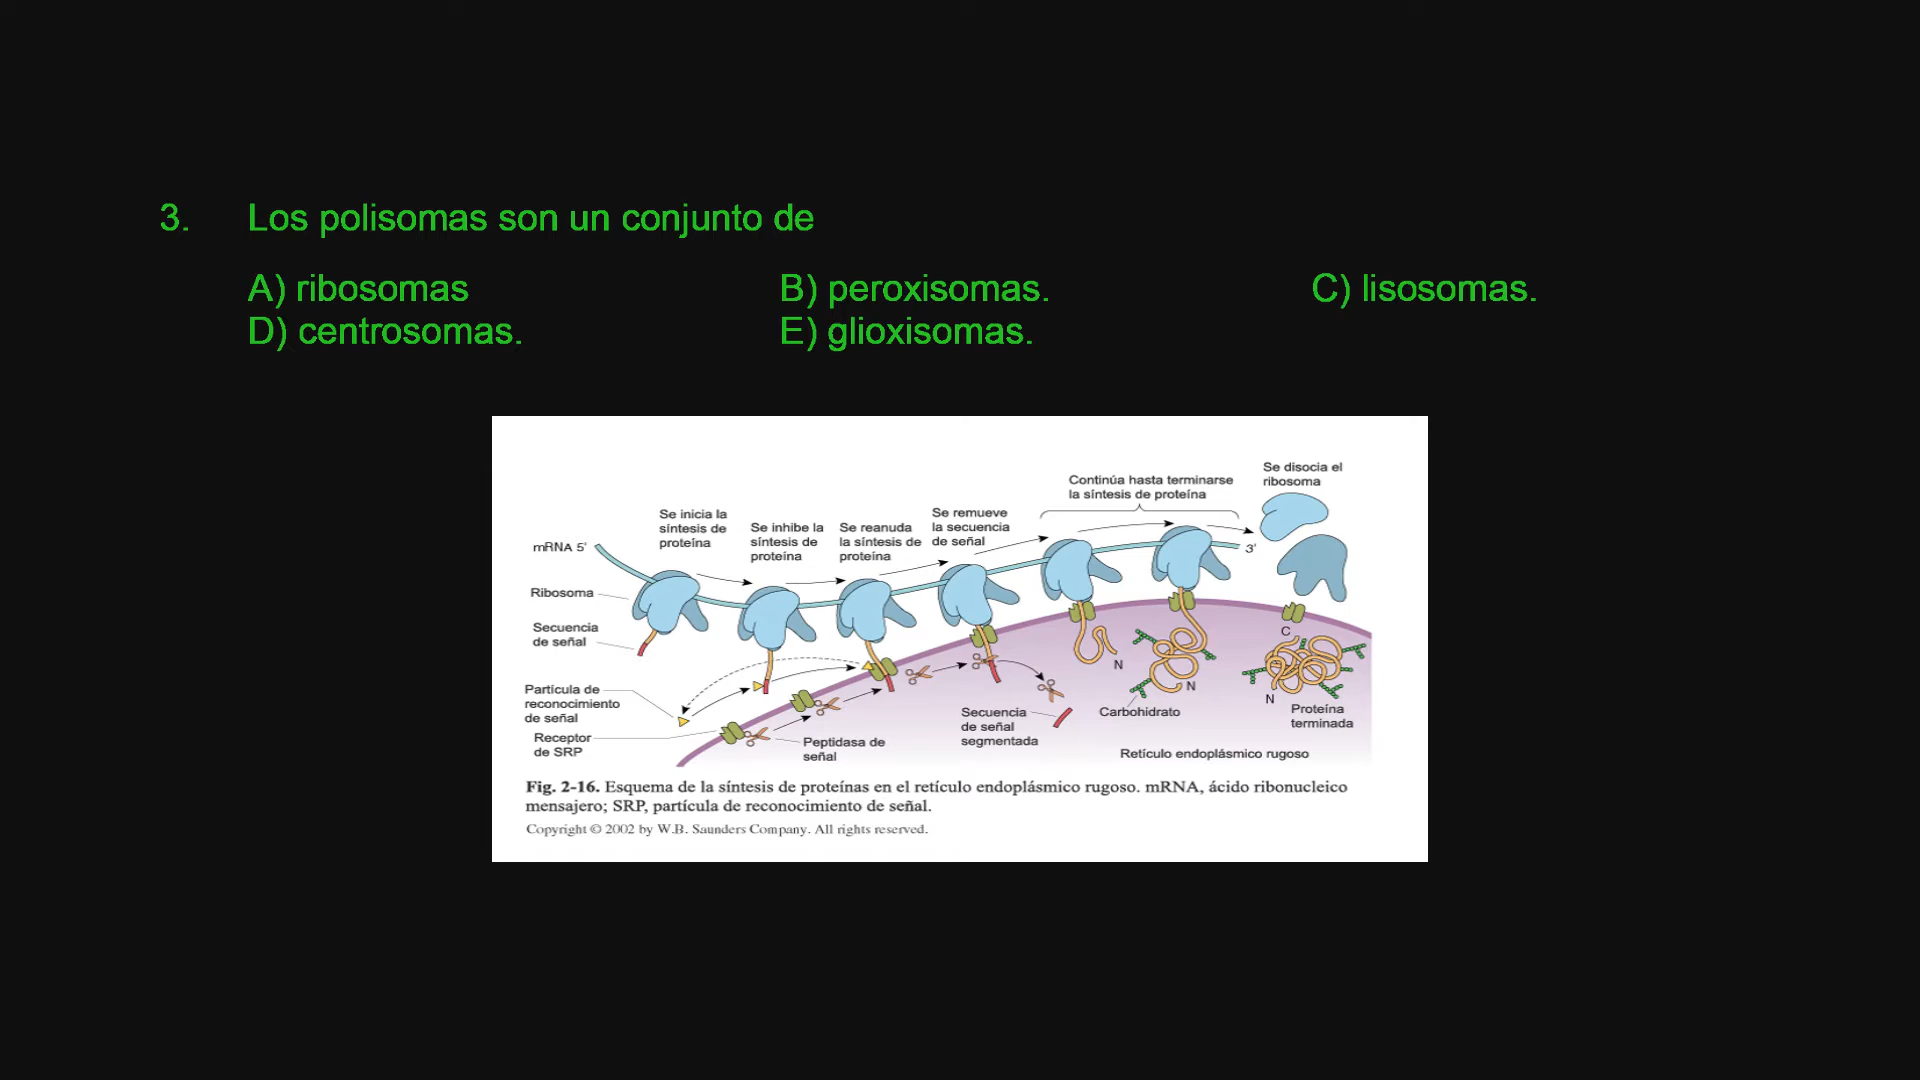 3. Los polisomas son un conjunto de
A) ribosomas B) peroxisomas. C) lisosomas.
D) centrosomas. E) glioxisomas.
Se disocia el
ribosoma
Continúa hasta terminarse
la síntesis de proteína
Se remueve
la secuencia
de señal
Se inicia la
síntesis de
proteína
Se inhibe la
síntesis de
proteína
Se reanuda
la síntesis de
proteína
mRNA 5'
3'
Ribosoma
Secuencia
de señal
Partícula de
reconocimiento
de señal
Receptor
de SRP
Peptidasa de
señal
Secuencia
de señal
segmentada
N
Carbohidrato
N
C
N
Proteína
terminada
Retículo endoplásmico rugoso
Fig. 2-16. Esquema de la síntesis de proteínas en el retículo endoplásmico rugoso. mRNA, ácido ribonucleico
mensajero; SRP, partícula de reconocimiento de señal.
Copyright © 2002 by W.B. Saunders Company. All rights reserved.